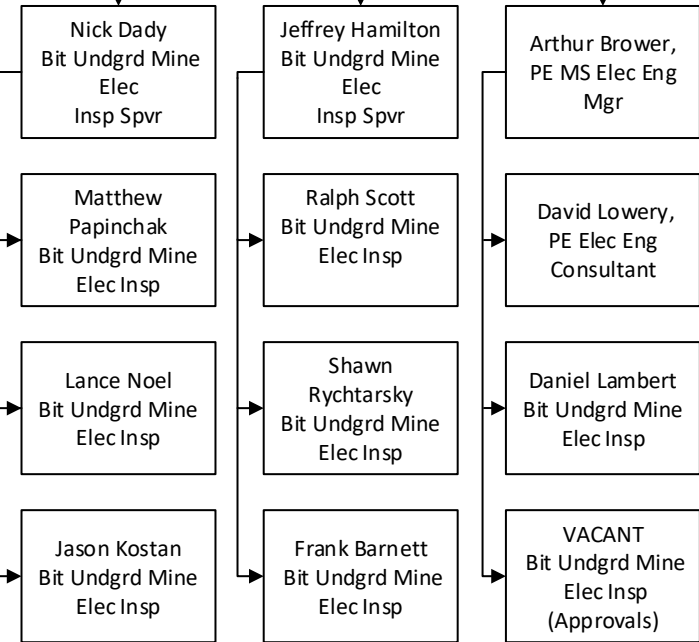 Nick Dady
Bit Undgrd Mine
Elec
Insp Spvr
Jeffrey Hamilton
Bit Undgrd Mine
Elec
Insp Spvr
Arthur Brower,
PE MS Elec Eng
Mgr
Matthew
Papinchak
Bit Undgrd Mine
Elec Insp
Ralph Scott
Bit Undgrd Mine
Elec Insp
David Lowery,
PE Elec Eng
Consultant
Lance Noel
Bit Undgrd Mine
Elec Insp
Shawn
Rychtarsky
Bit Undgrd Mine
Elec Insp
Daniel Lambert
Bit Undgrd Mine
Elec Insp
Jason Kostan
Bit Undgrd Mine
Elec Insp
Frank Barnett
Bit Undgrd Mine
Elec Insp
VACANT
Bit Undgrd Mine
Elec Insp
(Approvals)